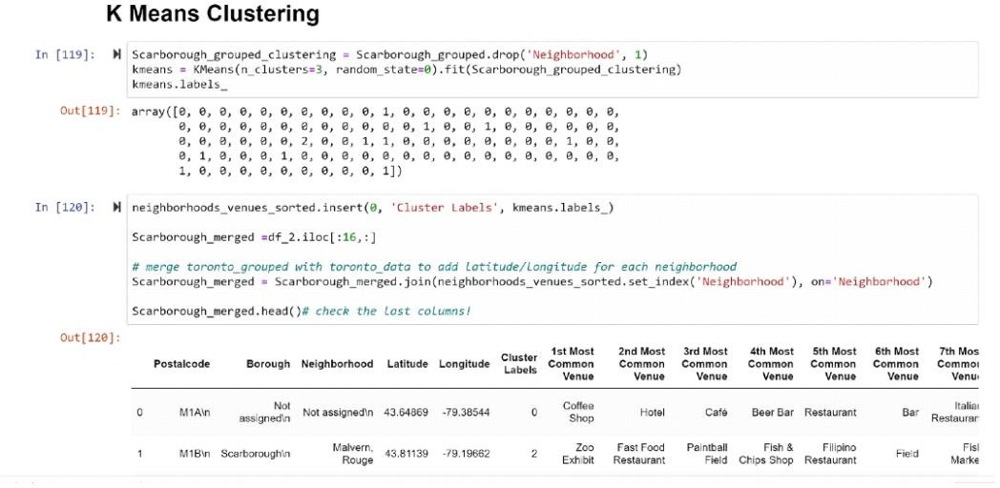 K Means Clustering
In [119]: Scarborough_grouped_clustering = Scarborough_grouped.drop('Neighborhood', 1)
kmeans = KMeans(n_clusters=3, random_state=0).fit(Scarborough_grouped_clustering)
kmeans.labels_
Out[119]: array([0, 0, 0, 0, 0, 0, 0, 0, 0, 0, 1, 0, 0, 0, 0, 0, 0, 0, 0, 0, 0, 0,
0, 0, 0, 0, 0, 0, 0, 0, 0, 0, 0, 0, 1, 0, 0, 1, 0, 0, 0, 0, 0, 0,
0, 0, 0, 0, 0, 0, 2, 0, 0, 1, 1, 0, 0, 0, 0, 0, 0, 0, 0, 1, 0, 0,
0, 1, 0, 0, 0, 1, 0, 0, 0, 0, 0, 0, 0, 0, 0, 0, 0, 0, 0, 0, 0, 0,
1, 0, 0, 0, 0, 0, 0, 0, 0, 0, 1])
In [120]: neighborhoods_venues_sorted.insert(0, 'Cluster Labels', kmeans.labels_)
Scarborough_merged =df_2.iloc[:16,:]
# merge toronto_grouped with toronto_data to add latitude/longitude for each neighborhood
Scarborough_merged = Scarborough_merged.join(neighborhoods_venues_sorted.set_index('Neighborhood'), on='Neighborhood')
Scarborough_merged.head()# check the last columns!
Out[120]:
Postalcode Borough Neighborhood Latitude Longitude Cluster Labels 1st Most Common Venue 2nd Most Common Venue 3rd Most Common Venue 4th Most Common Venue 5th Most Common Venue 6th Most Common Venue 7th Mos Commo Venu
0 M1A\n Not assigned\n Not assigned\n 43.64869 -79.38544 0 Coffee Shop Hotel Café Beer Bar Restaurant Bar Italia Restaurar
1 M1B\n Scarborough\n Malvern, Rouge 43.81139 -79.19662 2 Zoo Exhibit Fast Food Restaurant Paintball Field Fish & Chips Shop Filipino Restaurant Field Fis Marke